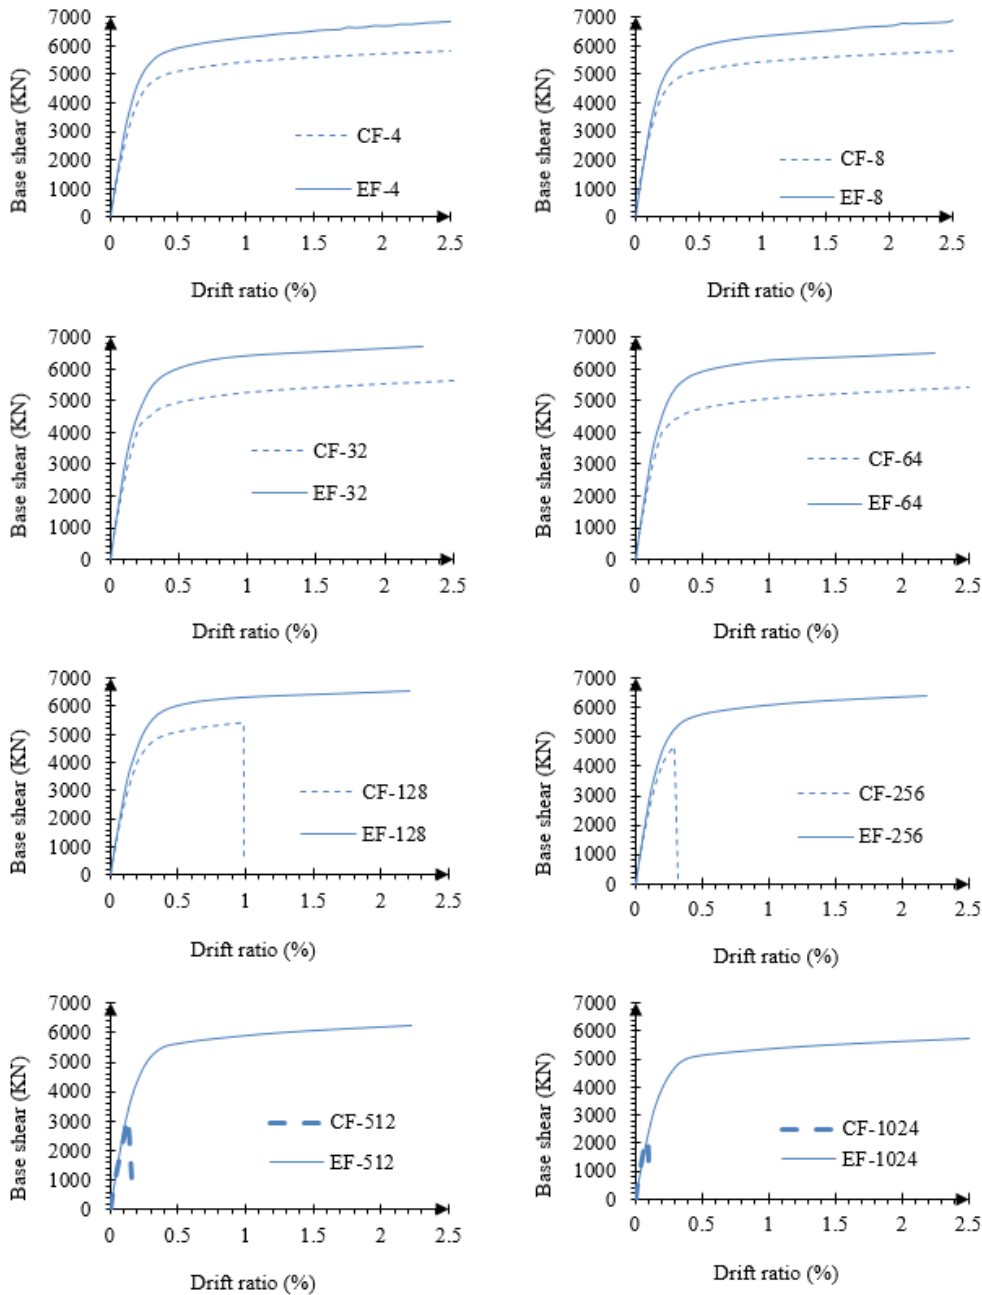 7000
6000
5000
4000
3000
2000
1000
0
Base shear (KN)
CF-4
EF-4
0 0.5 1 1.5 2 2.5
Drift ratio (%)
7000
6000
5000
4000
3000
2000
1000
0
Base shear (KN)
CF-8
EF-8
0 0.5 1 1.5 2 2.5
Drift ratio (%)
7000
6000
5000
4000
3000
2000
1000
0
Base shear (KN)
CF-32
EF-32
0 0.5 1 1.5 2 2.5
Drift ratio (%)
7000
6000
5000
4000
3000
2000
1000
0
Base shear (KN)
CF-64
EF-64
0 0.5 1 1.5 2 2.5
Drift ratio (%)
7000
6000
5000
4000
3000
2000
1000
0
Base shear (KN)
CF-128
EF-128
0 0.5 1 1.5 2 2.5
Drift ratio (%)
7000
6000
5000
4000
3000
2000
1000
0
Base shear (KN)
CF-256
EF-256
0 0.5 1 1.5 2 2.5
Drift ratio (%)
7000
6000
5000
4000
3000
2000
1000
0
Base shear (KN)
CF-512
EF-512
0 0.5 1 1.5 2 2.5
Drift ratio (%)
7000
6000
5000
4000
3000
2000
1000
0
Base shear (KN)
CF-1024
EF-1024
0 0.5 1 1.5 2 2.5
Drift ratio (%)